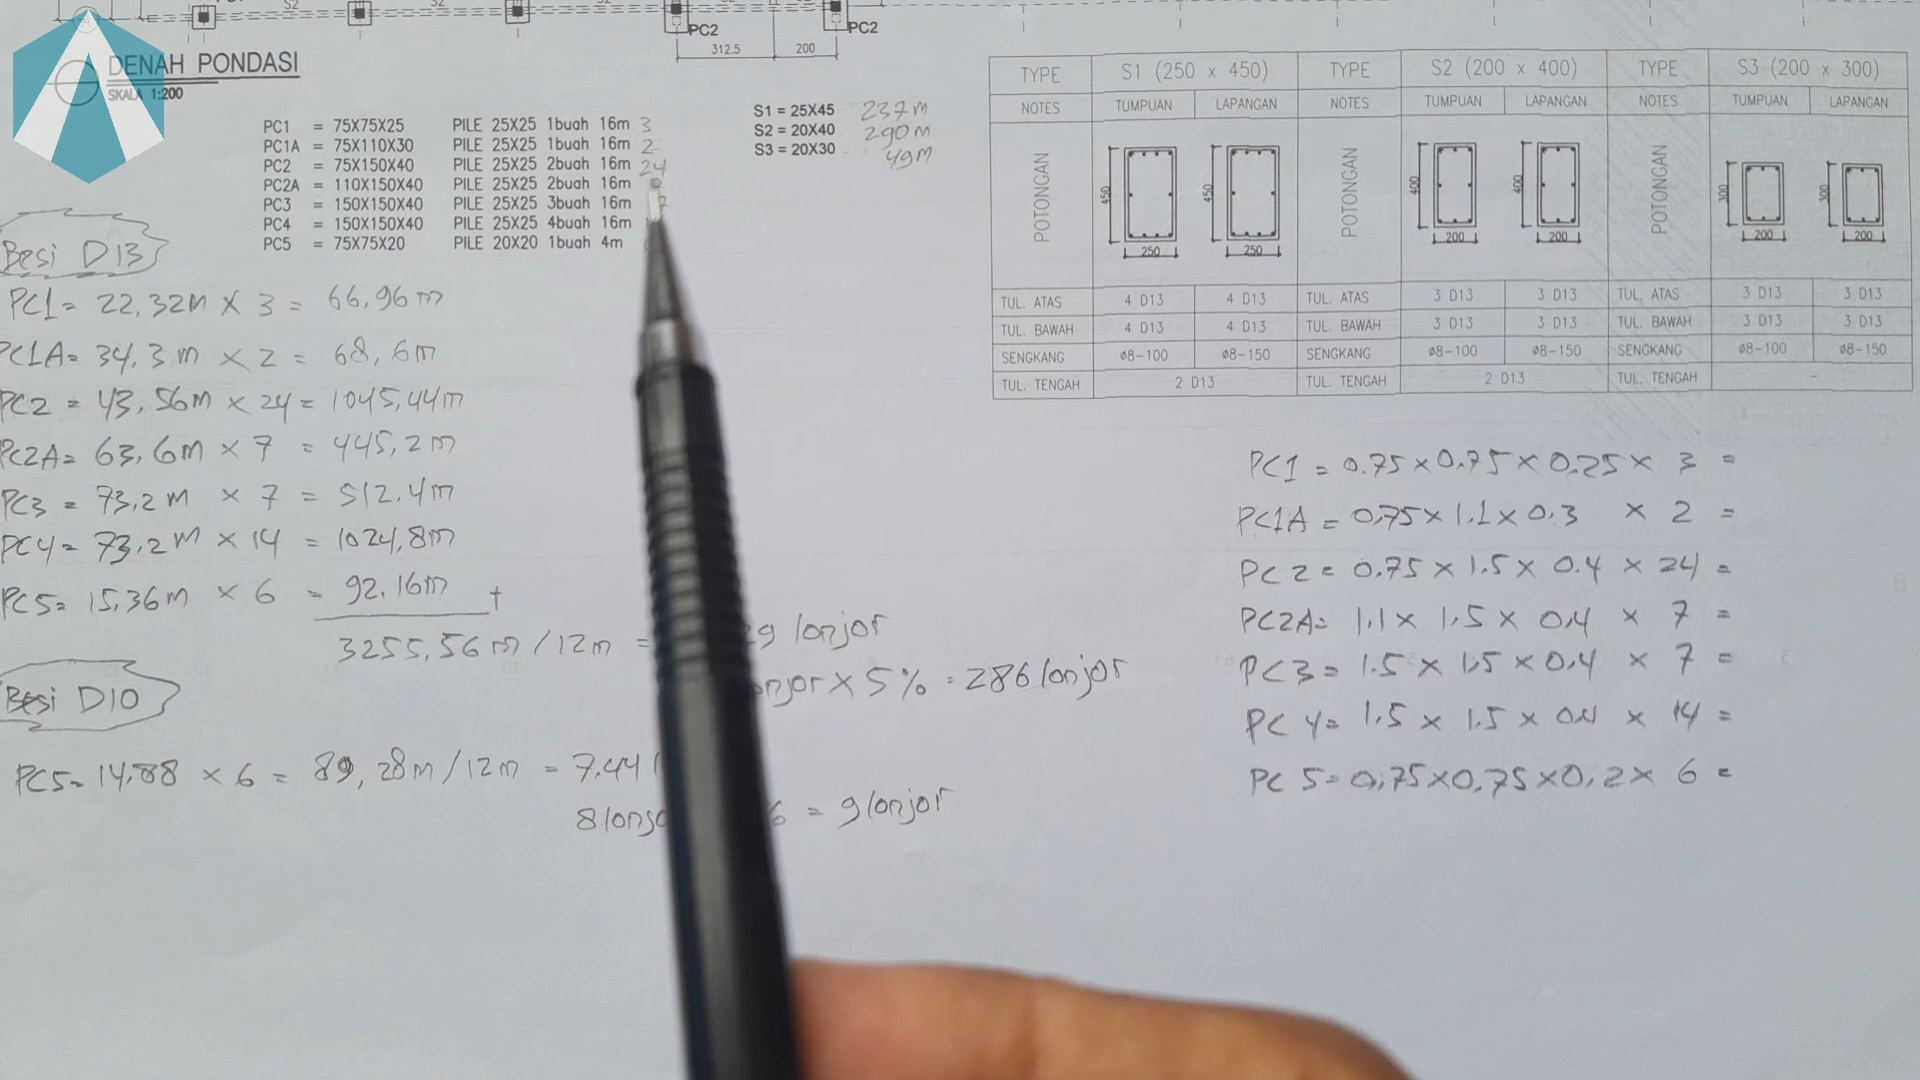 S2
S2
PC2
PC2
312.5
200
DENAH PONDASI
SKALA 1:200
PC1 = 75X75X25 PILE 25X25 1buah 16m 3
PC1A = 75X110X30 PILE 25X25 1buah 16m 2
PC2 = 75X150X40 PILE 25X25 2buah 16m 24
PC2A = 110X150X40 PILE 25X25 2buah 16m
PC3 = 150X150X40 PILE 25X25 3buah 16m
PC4 = 150X150X40 PILE 25X25 4buah 16m
PC5 = 75X75X20 PILE 20X20 1buah 4m
S1 = 25X45 237m
S2 = 20X40 290m
S3 = 20X30 49m
TYPE S1 (250 x 450) TYPE S2 (200 x 400) TYPE S3 (200 x 300)
NOTES TUMPUAN LAPANGAN NOTES TUMPUAN LAPANGAN NOTES TUMPUAN LAPANGAN
POTONGAN 450 250 450 250 POTONGAN 400 200 400 200 POTONGAN 300 200 300 200
TUL. ATAS 4 D13 4 D13 TUL. ATAS 3 D13 3 D13 TUL. ATAS 3 D13 3 D13
TUL. BAWAH 4 D13 4 D13 TUL. BAWAH 3 D13 3 D13 TUL. BAWAH 3 D13 3 D13
SENGKANG ø8-100 ø8-150 SENGKANG ø8-100 ø8-150 SENGKANG ø8-100 ø8-150
TUL. TENGAH 2 D13 TUL. TENGAH 2 D13 TUL. TENGAH -
Besi D13
PC1 = 22,32m x 3 = 66,96m
PC1A = 34,3m x 2 = 68,6m
PC2 = 43,56m x 24 = 1045,44m
PC2A = 63,6m x 7 = 445,2m
PC3 = 73,2m x 7 = 512,4m
PC4 = 73,2m x 14 = 1024,8m
PC5 = 15,36m x 6 = 92,16m +
3255,56m / 12m = 29 lonjor
onjor x 5% = 286 lonjor
Besi D10
PC5 = 14,88 x 6 = 89,28m / 12m = 7.44
8 lonjo 6 = 9 lonjor
PC1 = 0.75 x 0.75 x 0.25 x 3 =
PC1A = 0,75 x 1.1 x 0.3 x 2 =
PC2 = 0.75 x 1.5 x 0.4 x 24 =
PC2A = 1.1 x 1.5 x 0.4 x 7 =
PC3 = 1.5 x 1.5 x 0.4 x 7 =
PC4 = 1.5 x 1.5 x 0.4 x 14 =
PC5 = 0,75 x 0,75 x 0,2 x 6 =